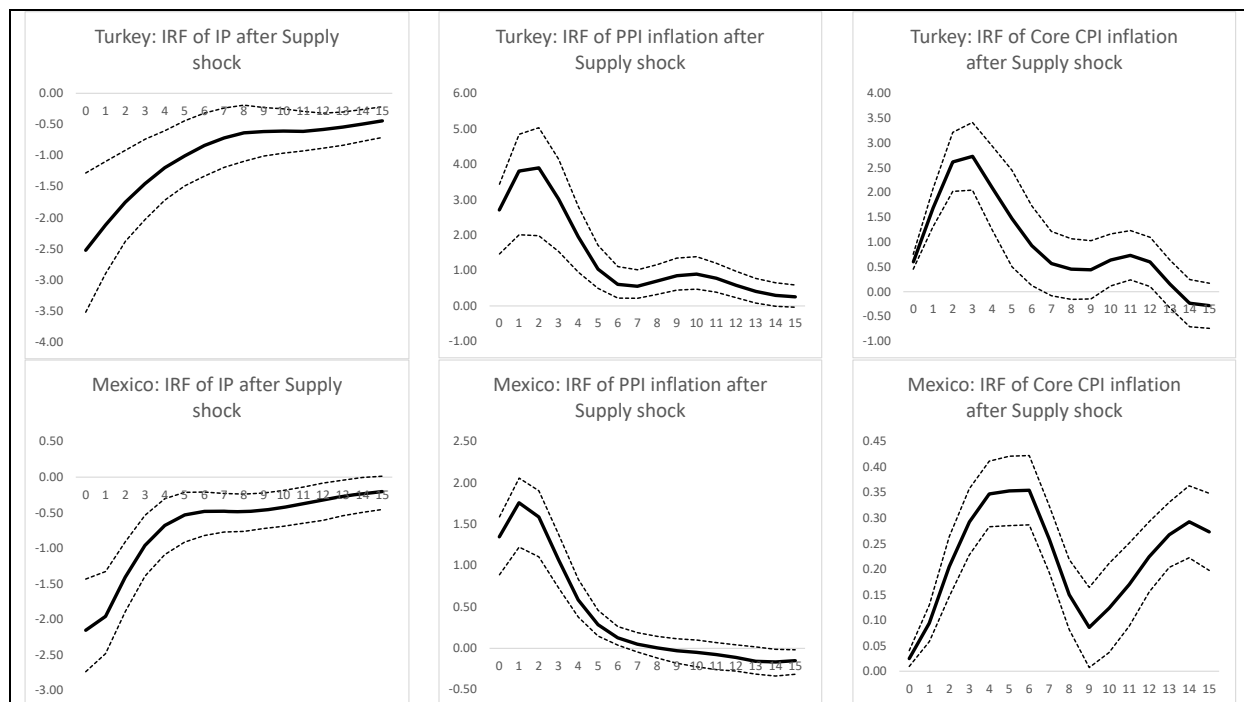 Turkey: IRF of IP after Supply
shock
0.00
-0.50
-1.00
-1.50
-2.00
-2.50
-3.00
-3.50
-4.00
0 1 2 3 4 5 6 7 8 9 10 11 12 13 14 15
Turkey: IRF of PPI inflation after
Supply shock
6.00
5.00
4.00
3.00
2.00
1.00
0.00
-1.00
0 1 2 3 4 5 6 7 8 9 10 11 12 13 14 15
Turkey: IRF of Core CPI inflation
after Supply shock
4.00
3.50
3.00
2.50
2.00
1.50
1.00
0.50
0.00
-0.50
-1.00
0 1 2 3 4 5 6 7 8 9 10 11 12 13 14 15
Mexico: IRF of IP after Supply
shock
0.50
0.00
-0.50
-1.00
-1.50
-2.00
-2.50
-3.00
0 1 2 3 4 5 6 7 8 9 10 11 12 13 14 15
Mexico: IRF of PPI inflation after
Supply shock
2.50
2.00
1.50
1.00
0.50
0.00
-0.50
0 1 2 3 4 5 6 7 8 9 10 11 12 13 14 15
Mexico: IRF of Core CPI inflation
after Supply shock
0.45
0.40
0.35
0.30
0.25
0.20
0.15
0.10
0.05
0.00
0 1 2 3 4 5 6 7 8 9 10 11 12 13 14 15